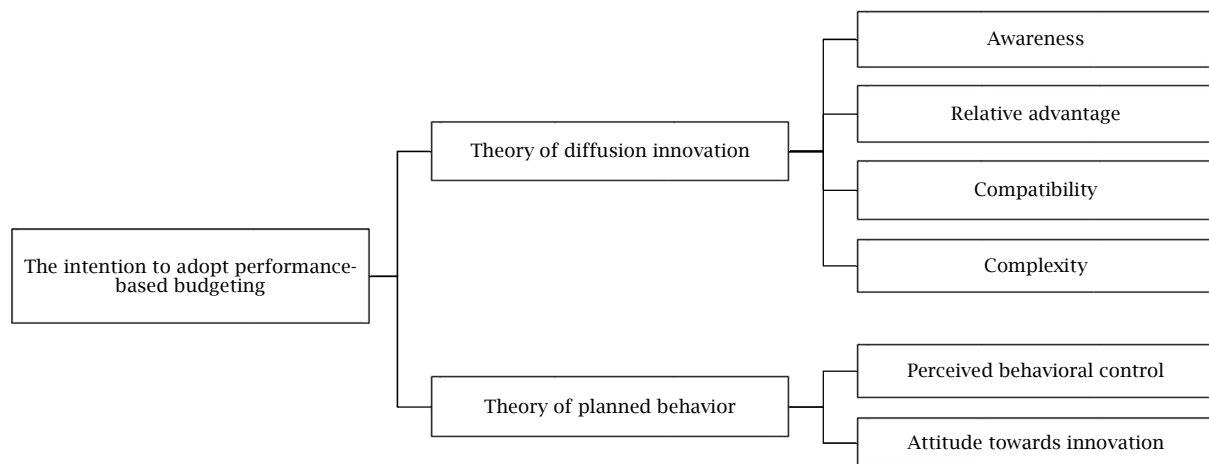 Awareness
Relative advantage
Theory of diffusion innovation
Compatibility
The intention to adopt performance-
based budgeting
Complexity
Perceived behavioral control
Theory of planned behavior
Attitude towards innovation